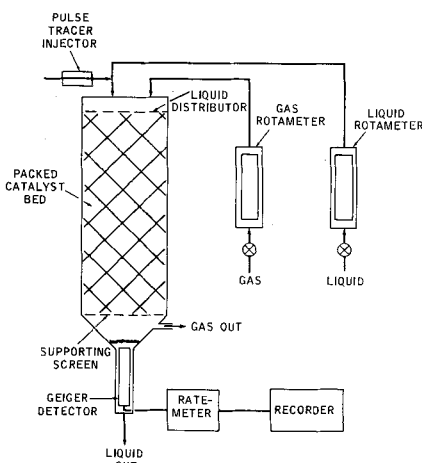 PULSE
TRACER
INJECTOR
LIQUID
DISTRIBUTOR
GAS
ROTAMETER
LIQUID
ROTAMETER
PACKED
CATALYST
BED
GAS
LIQUID
GAS OUT
SUPPORTING
SCREEN
GEIGER
DETECTOR
RATE-
METER
RECORDER
LIQUID